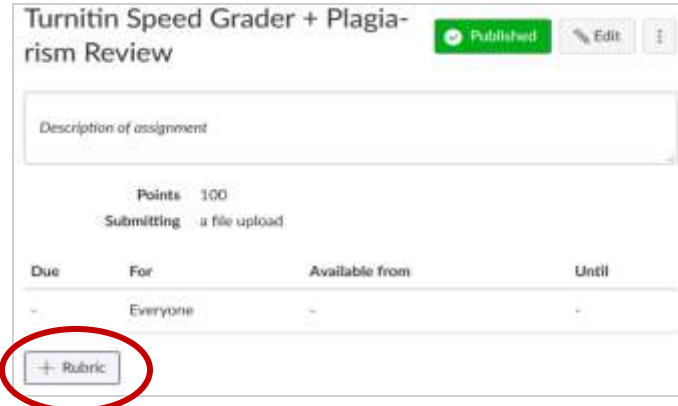 Turnitin Speed Grader + Plagia-
rism Review
Published
Edit
Description of assignment
Points 100
Submitting a file upload
Due For Available from Until
- Everyone - -
+ Rubric